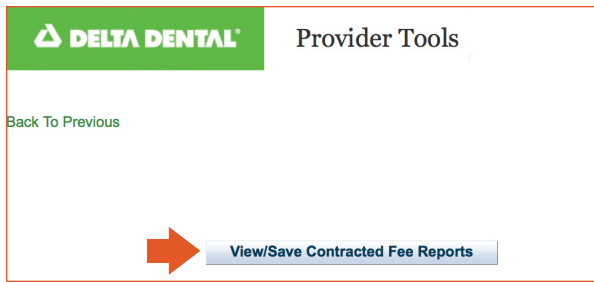 DELTA DENTAL®
Provider Tools
Back To Previous
View/Save Contracted Fee Reports